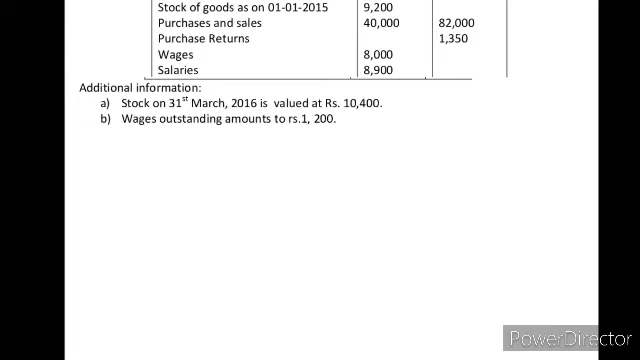 Stock of goods as on 01-01-2015 9,200
Purchases and sales 40,000 82,000
Purchase Returns 1,350
Wages 8,000
Salaries 8,900
Additional information:
a) Stock on 31st March, 2016 is valued at Rs. 10,400.
b) Wages outstanding amounts to rs.1, 200.
PowerDirector